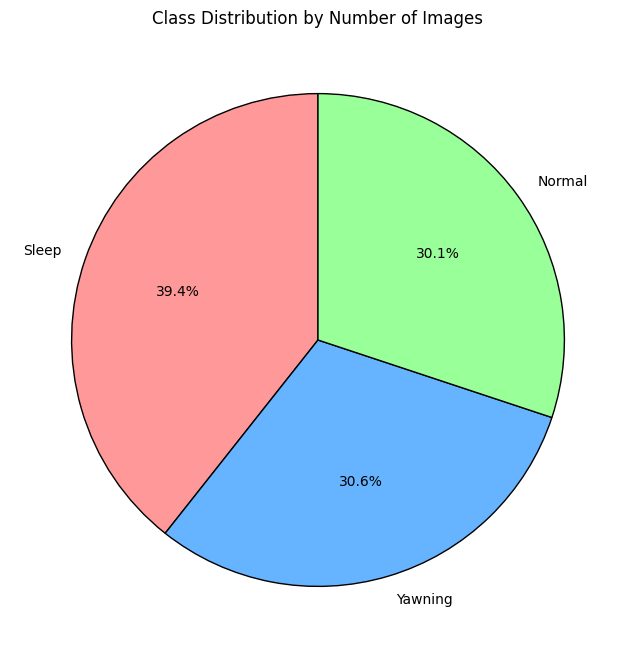 Class Distribution by Number of Images
Normal
Sleep
30.1%
39.4%
30.6%
Yawning